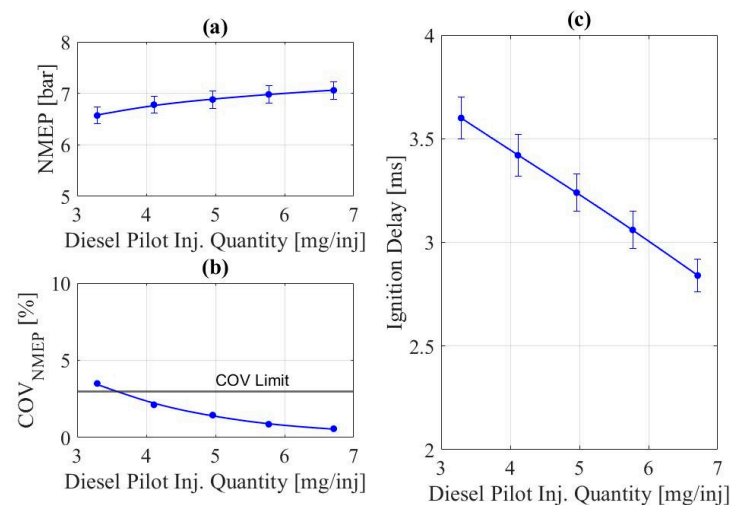 (a)
8
7
6
5
NMEP [bar]
3 4 5 6 7
Diesel Pilot Inj. Quantity [mg/inj]
(b)
10
5
0
COV_NMEP [%]
COV Limit
3 4 5 6 7
Diesel Pilot Inj. Quantity [mg/inj]
(c)
4
3.5
3
2.5
2
Ignition Delay [ms]
3 4 5 6 7
Diesel Pilot Inj. Quantity [mg/inj]